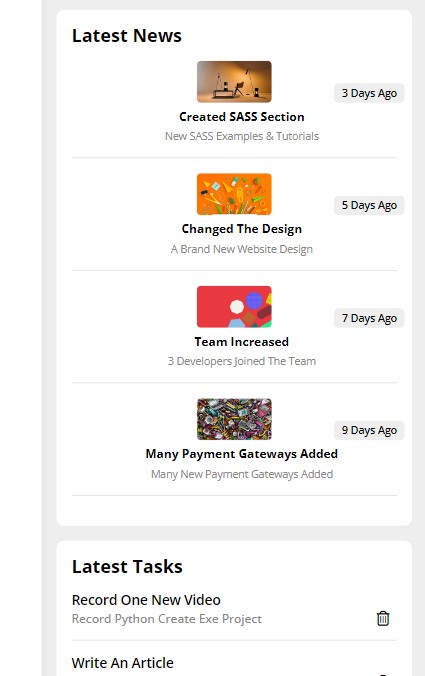 Latest News
3 Days Ago
Created SASS Section
New SASS Examples & Tutorials
5 Days Ago
Changed The Design
A Brand New Website Design
7 Days Ago
Team Increased
3 Developers Joined The Team
9 Days Ago
Many Payment Gateways Added
Many New Payment Gateways Added
Latest Tasks
Record One New Video
Record Python Create Exe Project
Write An Article